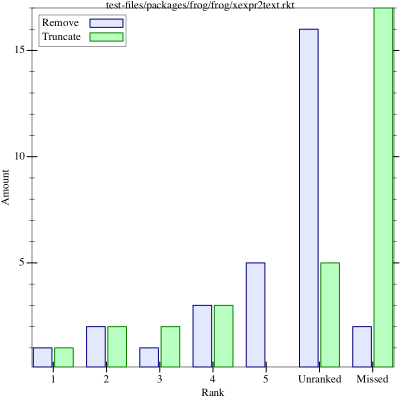 test-files/packages/frog/frog/xexpr2text.rkt
Remove
Truncate
15
10
5
Amount
1 2 3 4 5 Unranked Missed
Rank